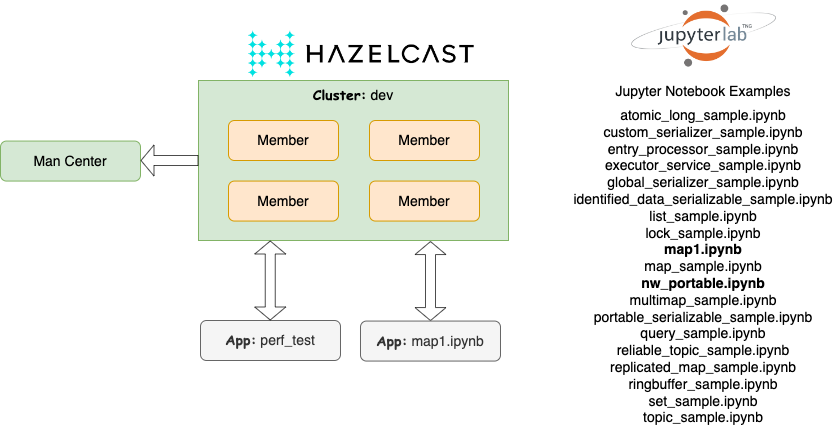 HAZELCAST
Cluster: dev
Member
Member
Member
Member
Man Center
App: perf_test
App: map1.ipynb
jupyterlab TNG
Jupyter Notebook Examples
atomic_long_sample.ipynb
custom_serializer_sample.ipynb
entry_processor_sample.ipynb
executor_service_sample.ipynb
global_serializer_sample.ipynb
identified_data_serializable_sample.ipynb
list_sample.ipynb
lock_sample.ipynb
map1.ipynb
map_sample.ipynb
nw_portable.ipynb
multimap_sample.ipynb
portable_serializable_sample.ipynb
query_sample.ipynb
reliable_topic_sample.ipynb
replicated_map_sample.ipynb
ringbuffer_sample.ipynb
set_sample.ipynb
topic_sample.ipynb